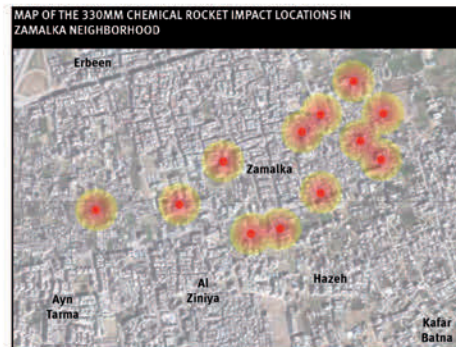 MAP OF THE 330MM CHEMICAL ROCKET IMPACT LOCATIONS IN
ZAMALKA NEIGHBORHOOD
Erbeen
Zamalka
Al
Ziniya
Hazeh
Ayn
Tarma
Kafar
Batna